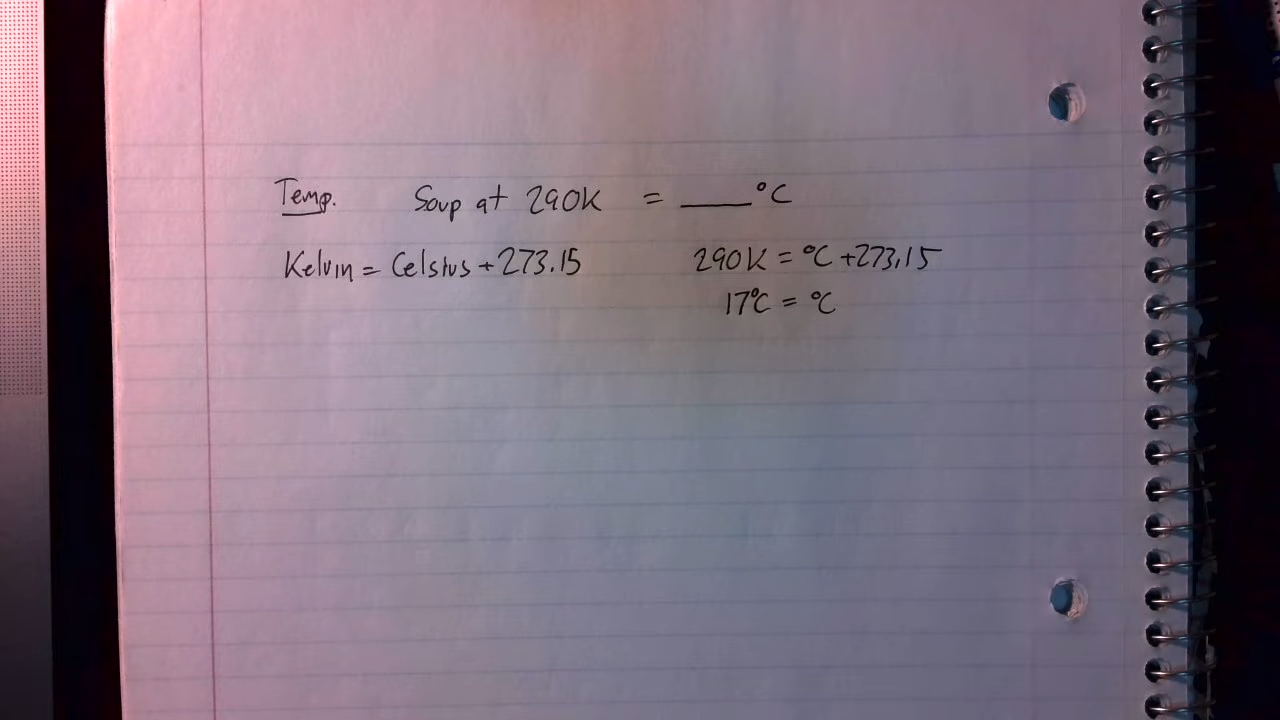 Temp. Soup at 290K = ____°C
Kelvin = Celsius + 273.15 290K = °C + 273.15
17°C = °C